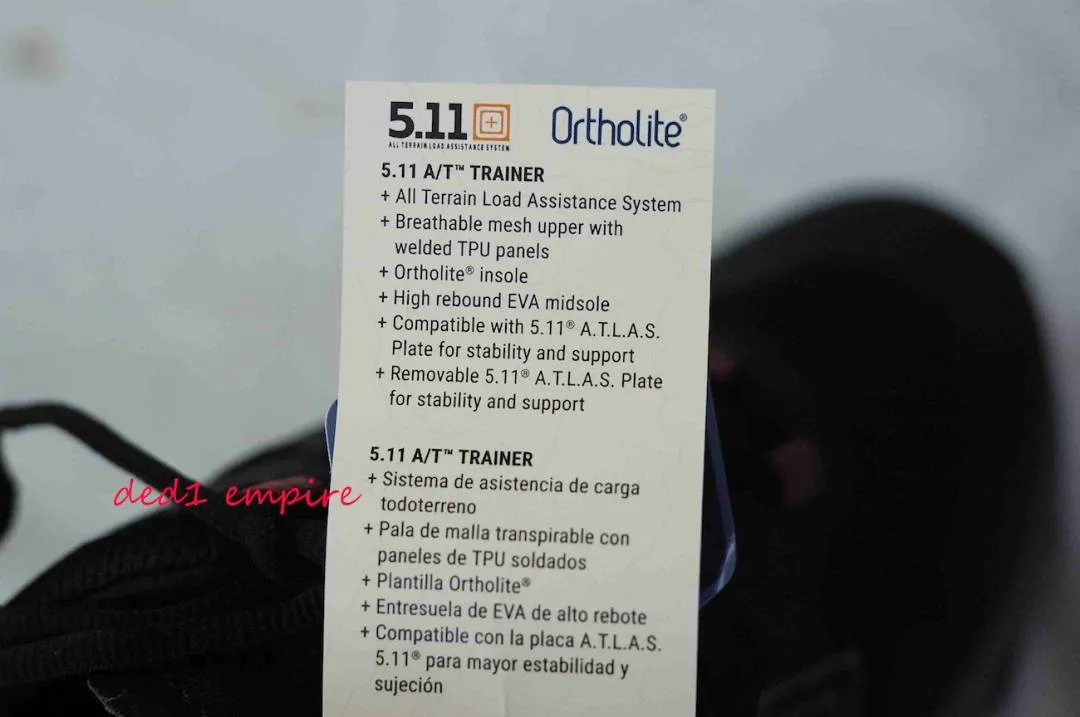 5.11 Ortholite®
ALL TERRAIN LOAD ASSISTANCE SYSTEM
5.11 A/T™ TRAINER
+ All Terrain Load Assistance System
+ Breathable mesh upper with
welded TPU panels
+ Ortholite® insole
+ High rebound EVA midsole
+ Compatible with 5.11® A.T.L.A.S.
Plate for stability and support
+ Removable 5.11® A.T.L.A.S. Plate
for stability and support
5.11 A/T™ TRAINER
+ Sistema de asistencia de carga
todoterreno
+ Pala de malla transpirable con
paneles de TPU soldados
+ Plantilla Ortholite®
+ Entresuela de EVA de alto rebote
+ Compatible con la placa A.T.L.A.S.
5.11® para mayor estabilidad y
sujeción
ded1 empire